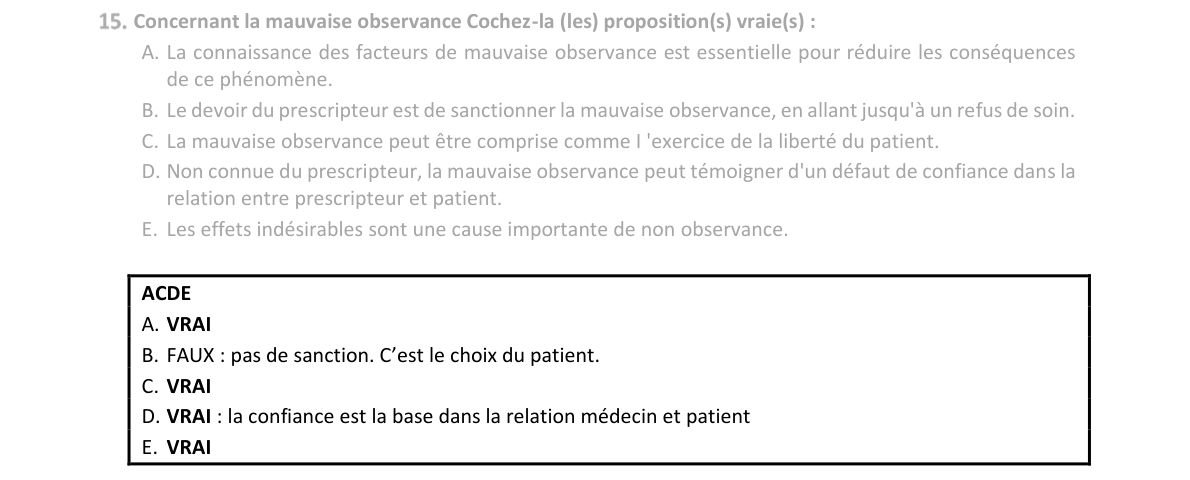 15. Concernant la mauvaise observance Cochez-la (les) proposition(s) vraie(s) :
A. La connaissance des facteurs de mauvaise observance est essentielle pour réduire les conséquences
de ce phénomène.
B. Le devoir du prescripteur est de sanctionner la mauvaise observance, en allant jusqu'à un refus de soin.
C. La mauvaise observance peut être comprise comme I 'exercice de la liberté du patient.
D. Non connue du prescripteur, la mauvaise observance peut témoigner d'un défaut de confiance dans la
relation entre prescripteur et patient.
E. Les effets indésirables sont une cause importante de non observance.
ACDE
A. VRAI
B. FAUX : pas de sanction. C’est le choix du patient.
C. VRAI
D. VRAI : la confiance est la base dans la relation médecin et patient
E. VRAI